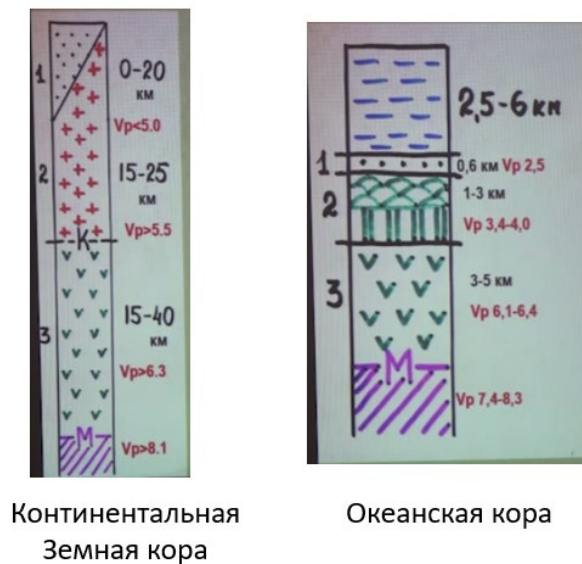 1
0-20
км
Vp<5.0
2
15-25
км
Vp>5.5
К
3
15-40
км
Vp>6.3
М
Vp>8.1
2,5-6 км
1
0,6 км Vp 2,5
2
1-3 км
Vp 3,4-4,0
3
3-5 км
Vp 6,1-6,4
М
Vp 7,4-8,3
Континентальная
Земная кора
Океанская кора